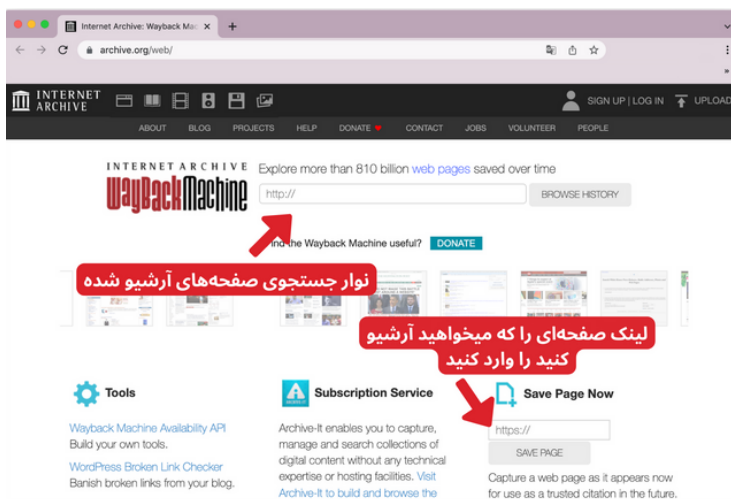 Internet Archive: Wayback Mac
archive.org/web/
INTERNET
ARCHIVE
SIGN UP | LOG IN
UPLOAD
ABOUT BLOG PROJECTS HELP DONATE CONTACT JOBS VOLUNTEER PEOPLE
INTERNET ARCHIVE
WayBackMachine
Explore more than 810 billion web pages saved over time
http://
BROWSE HISTORY
the Wayback Machine useful? DONATE
نوار جستجوی صفحه‌های آرشیو شده
لینک صفحه‌ای را که میخواهید آرشیو
کنید را وارد کنید
Tools
Wayback Machine Availability API
Build your own tools.
WordPress Broken Link Checker
Banish broken links from your blog.
Subscription Service
Archive-It enables you to capture,
manage and search collections of
digital content without any technical
expertise or hosting facilities. Visit
Archive-It to build and browse the
Save Page Now
https://
SAVE PAGE
Capture a web page as it appears now
for use as a trusted citation in the future.